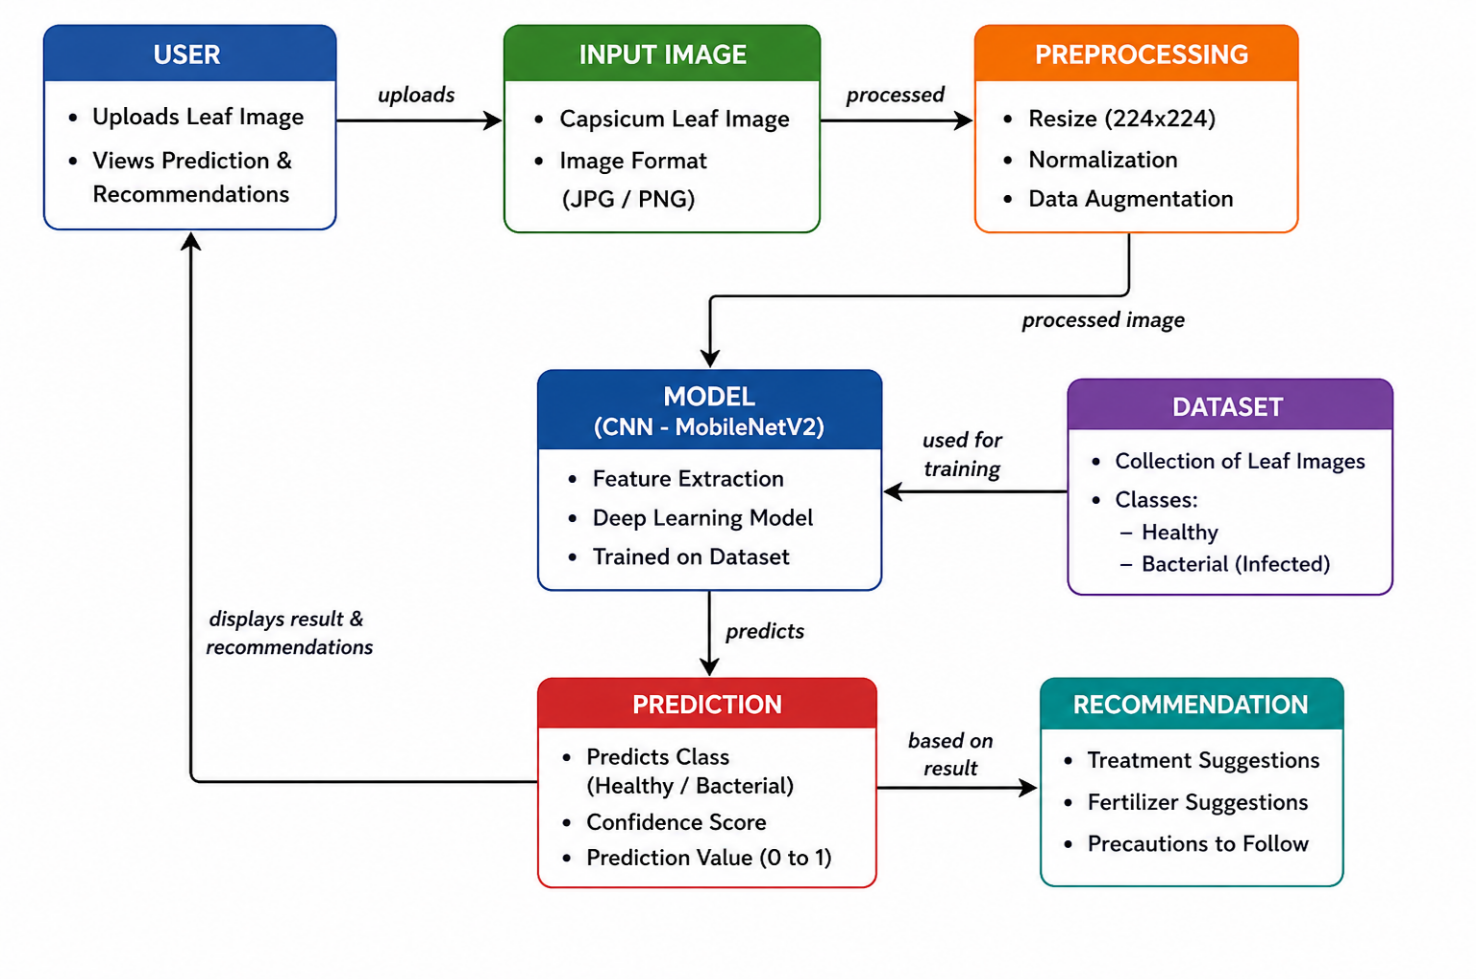 USER
• Uploads Leaf Image
• Views Prediction &
Recommendations
uploads
INPUT IMAGE
• Capsicum Leaf Image
• Image Format
(JPG / PNG)
processed
PREPROCESSING
• Resize (224x224)
• Normalization
• Data Augmentation
processed image
MODEL
(CNN - MobileNetV2)
• Feature Extraction
• Deep Learning Model
• Trained on Dataset
used for
training
DATASET
• Collection of Leaf Images
• Classes:
– Healthy
– Bacterial (Infected)
displays result &
recommendations
predicts
PREDICTION
• Predicts Class
(Healthy / Bacterial)
• Confidence Score
• Prediction Value (0 to 1)
based on
result
RECOMMENDATION
• Treatment Suggestions
• Fertilizer Suggestions
• Precautions to Follow